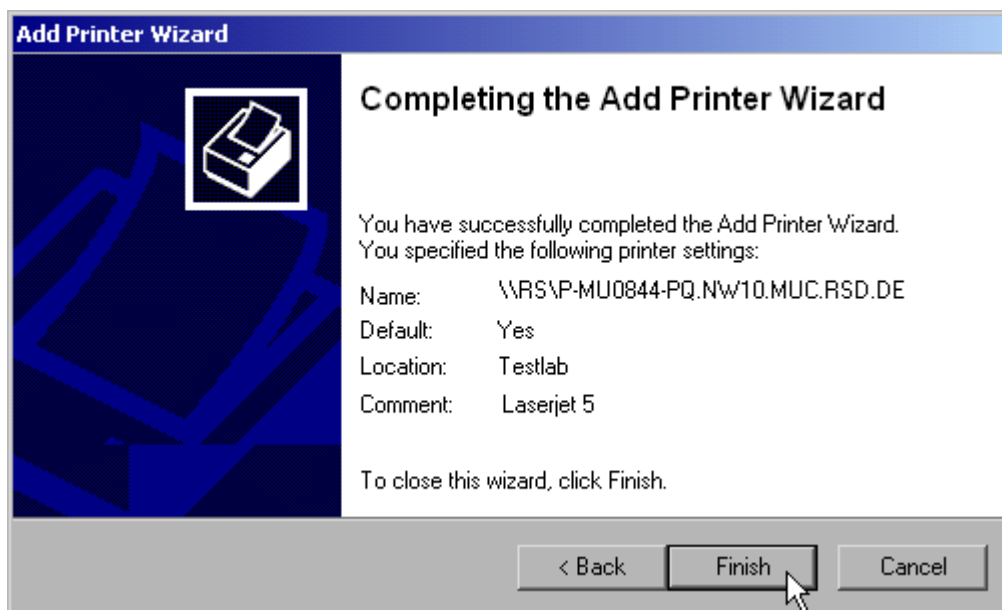 Add Printer Wizard
Completing the Add Printer Wizard
You have successfully completed the Add Printer Wizard.
You specified the following printer settings:
Name: \\RS\P-MU0844-PQ.NW10.MUC.RSD.DE
Default: Yes
Location: Testlab
Comment: Laserjet 5
To close this wizard, click Finish.
< Back Finish Cancel